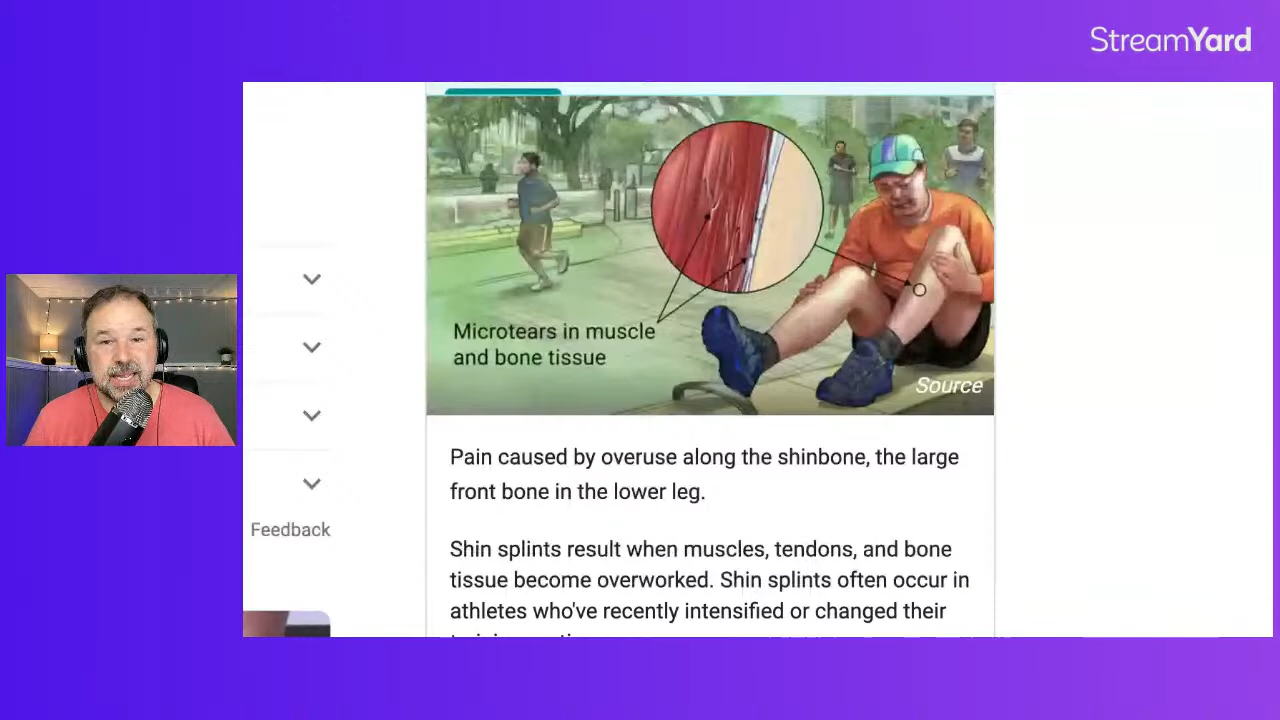 StreamYard
Microtears in muscle
and bone tissue
Source
Pain caused by overuse along the shinbone, the large
front bone in the lower leg.
Feedback
Shin splints result when muscles, tendons, and bone
tissue become overworked. Shin splints often occur in
athletes who've recently intensified or changed their